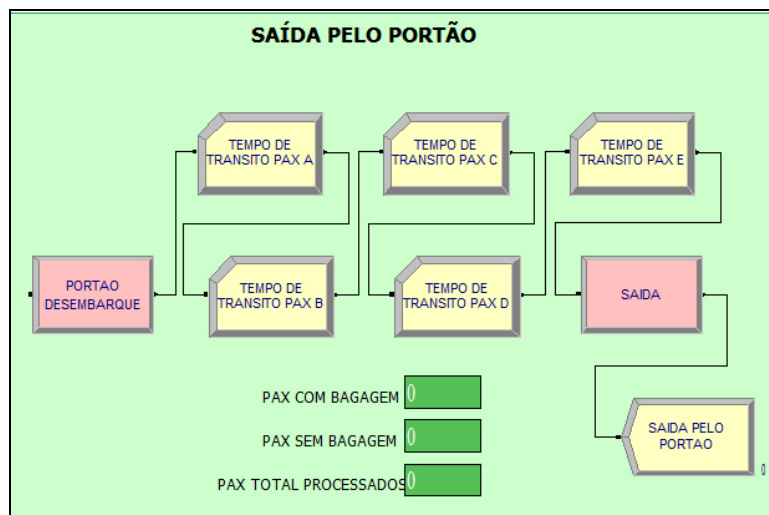 SAÍDA PELO PORTÃO
TEMPO DE
TRANSITO PAX A
TEMPO DE
TRANSITO PAX C
TEMPO DE
TRANSITO PAX E
PORTAO
DESEMBARQUE
TEMPO DE
TRANSITO PAX B
TEMPO DE
TRANSITO PAX D
SAIDA
PAX COM BAGAGEM 0
PAX SEM BAGAGEM 0
PAX TOTAL PROCESSADOS 0
SAIDA PELO
PORTAO
0